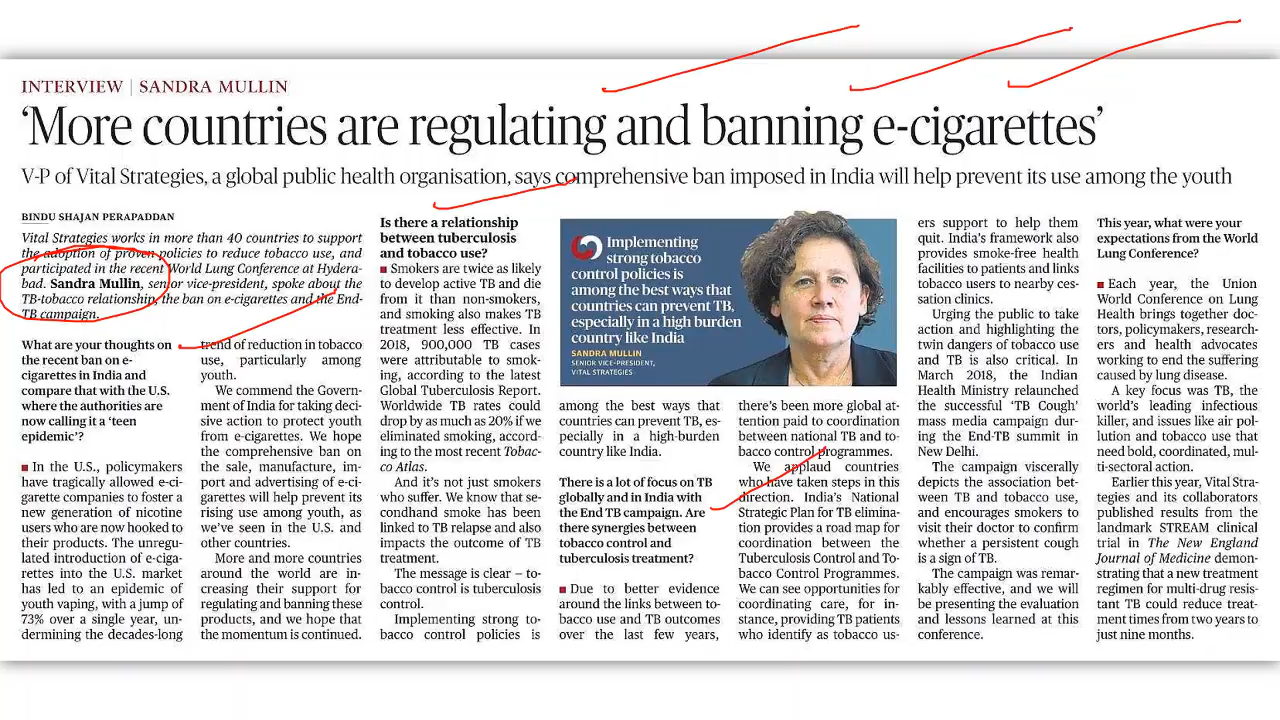 INTERVIEW | SANDRA MULLIN
‘More countries are regulating and banning e-cigarettes’
V-P of Vital Strategies, a global public health organisation, says comprehensive ban imposed in India will help prevent its use among the youth
BINDU SHAJAN PERAPADDAN
Vital Strategies works in more than 40 countries to support
the adoption of proven policies to reduce tobacco use, and
participated in the recent World Lung Conference at Hydera-
bad. Sandra Mullin, senior vice-president, spoke about the
TB-tobacco relationship, the ban on e-cigarettes and the End-
TB campaign.
What are your thoughts on
the recent ban on e-
cigarettes in India and
compare that with the U.S.
where the authorities are
now calling it a ‘teen
epidemic’?
■ In the U.S., policymakers
have tragically allowed e-ci-
garette companies to foster a
new generation of nicotine
users who are now hooked to
their products. The unregu-
lated introduction of e-ciga-
rettes into the U.S. market
has led to an epidemic of
youth vaping, with a jump of
73% over a single year, un-
dermining the decades-long
trend of reduction in tobacco
use, particularly among
youth.
We commend the Govern-
ment of India for taking deci-
sive action to protect youth
from e-cigarettes. We hope
the comprehensive ban on
the sale, manufacture, im-
port and advertising of e-ci-
garettes will help prevent its
rising use among youth, as
we’ve seen in the U.S. and
other countries.
More and more countries
around the world are in-
creasing their support for
regulating and banning these
products, and we hope that
the momentum is continued.
Is there a relationship
between tuberculosis
and tobacco use?
■ Smokers are twice as likely
to develop active TB and die
from it than non-smokers,
and smoking also makes TB
treatment less effective. In
2018, 900,000 TB cases
were attributable to smok-
ing, according to the latest
Global Tuberculosis Report.
Worldwide TB rates could
drop by as much as 20% if we
eliminated smoking, accord-
ing to the most recent Tobac-
co Atlas.
And it’s not just smokers
who suffer. We know that se-
condhand smoke has been
linked to TB relapse and also
impacts the outcome of TB
treatment.
The message is clear – to-
bacco control is tuberculosis
control.
Implementing strong to-
bacco control policies is
Implementing
strong tobacco
control policies is
among the best ways that
countries can prevent TB,
especially in a high burden
country like India
SANDRA MULLIN
SENIOR VICE-PRESIDENT,
VITAL STRATEGIES
among the best ways that
countries can prevent TB, es-
pecially in a high-burden
country like India.
There is a lot of focus on TB
globally and in India with
the End TB campaign. Are
there synergies between
tobacco control and
tuberculosis treatment?
■ Due to better evidence
around the links between to-
bacco use and TB outcomes
over the last few years,
there’s been more global at-
tention paid to coordination
between national TB and to-
bacco control programmes.
We applaud countries
who have taken steps in this
direction. India’s National
Strategic Plan for TB elimina-
tion provides a road map for
coordination between the
Tuberculosis Control and To-
bacco Control Programmes.
We can see opportunities for
coordinating care, for in-
stance, providing TB patients
who identify as tobacco us-
ers support to help them
quit. India’s framework also
provides smoke-free health
facilities to patients and links
tobacco users to nearby ces-
sation clinics.
Urging the public to take
action and highlighting the
twin dangers of tobacco use
and TB is also critical. In
March 2018, the Indian
Health Ministry relaunched
the successful ‘TB Cough’
mass media campaign dur-
ing the End-TB summit in
New Delhi.
The campaign viscerally
depicts the association bet-
ween TB and tobacco use,
and encourages smokers to
visit their doctor to confirm
whether a persistent cough
is a sign of TB.
The campaign was remar-
kably effective, and we will
be presenting the evaluation
and lessons learned at this
conference.
This year, what were your
expectations from the World
Lung Conference?
■ Each year, the Union
World Conference on Lung
Health brings together doc-
tors, policymakers, research-
ers and health advocates
working to end the suffering
caused by lung disease.
A key focus was TB, the
world’s leading infectious
killer, and issues like air pol-
lution and tobacco use that
need bold, coordinated, mul-
ti-sectoral action.
Earlier this year, Vital Stra-
tegies and its collaborators
published results from the
landmark STREAM clinical
trial in The New England
Journal of Medicine demon-
strating that a new treatment
regimen for multi-drug resis-
tant TB could reduce treat-
ment times from two years to
just nine months.